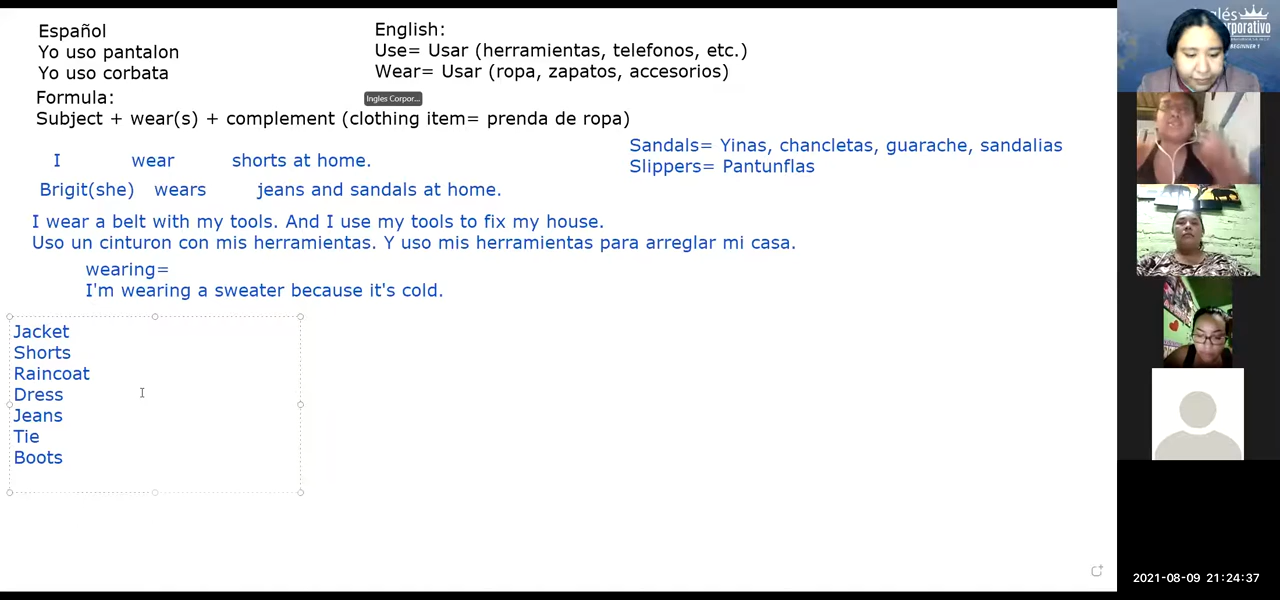 Español
Yo uso pantalon
Yo uso corbata
English:
Use= Usar (herramientas, telefonos, etc.)
Wear= Usar (ropa, zapatos, accesorios)
Ingles Corpor...
Formula:
Subject + wear(s) + complement (clothing item= prenda de ropa)
I wear shorts at home.
Brigit(she) wears jeans and sandals at home.
Sandals= Yinas, chancletas, guarache, sandalias
Slippers= Pantunflas
I wear a belt with my tools. And I use my tools to fix my house.
Uso un cinturon con mis herramientas. Y uso mis herramientas para arreglar mi casa.
wearing=
I'm wearing a sweater because it's cold.
Jacket
Shorts
Raincoat
Dress
Jeans
Tie
Boots
glés
orporativo
BEGINNER 1
2021-08-09 21:24:37